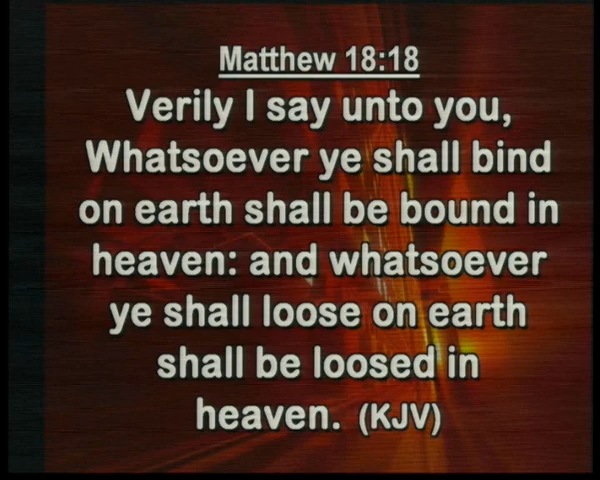 Matthew 18:18
Verily I say unto you,
Whatsoever ye shall bind
on earth shall be bound in
heaven: and whatsoever
ye shall loose on earth
shall be loosed in
heaven. (KJV)